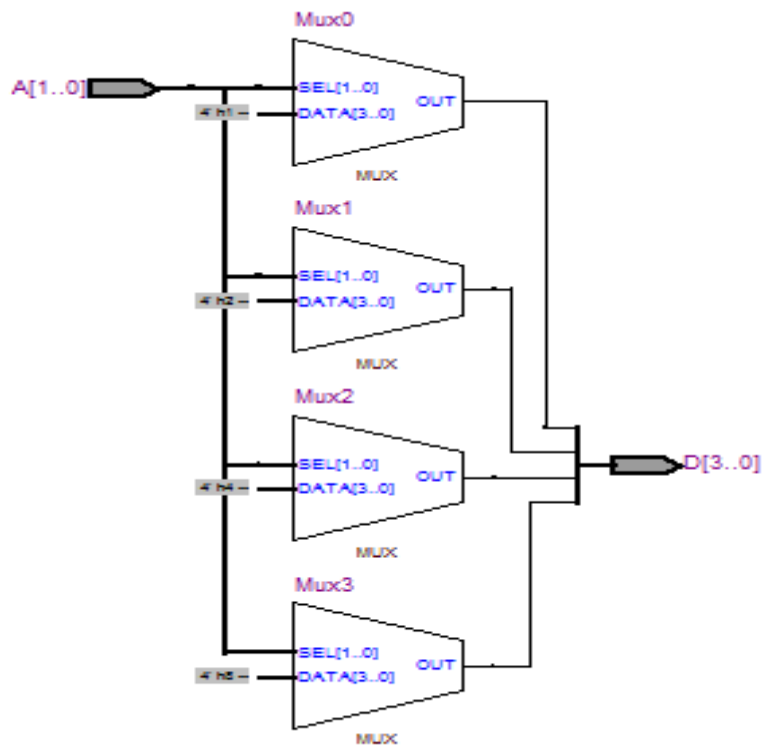 Mux0
A[1..0]
SEL[1..0]
OUT
4' h1 --
DATA[3..0]
MUX
Mux1
SEL[1..0]
OUT
4' h2 --
DATA[3..0]
MUX
Mux2
SEL[1..0]
OUT
D[3..0]
4' h4 --
DATA[3..0]
MUX
Mux3
SEL[1..0]
OUT
4' h8 --
DATA[3..0]
MUX